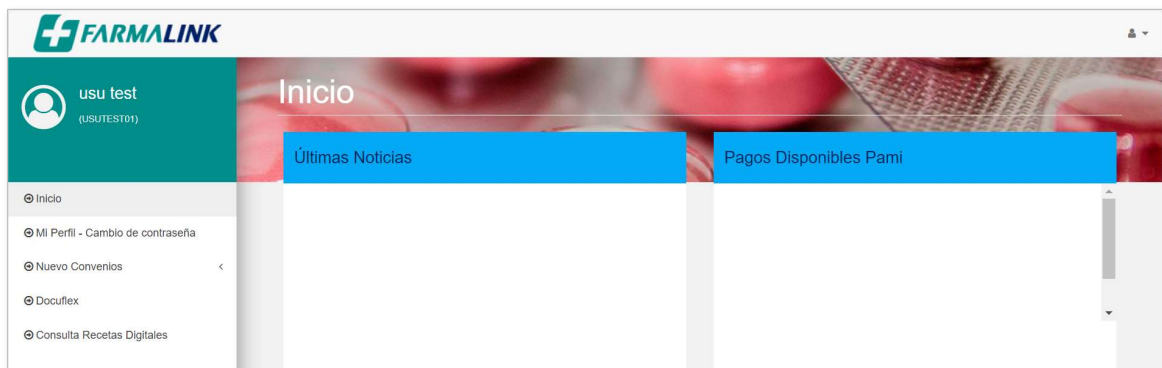 FARMALINK
usu test
(USUTEST01)
Inicio
Últimas Noticias
Pagos Disponibles Pami
Inicio
Mi Perfil - Cambio de contraseña
Nuevo Convenios
Docuflex
Consulta Recetas Digitales